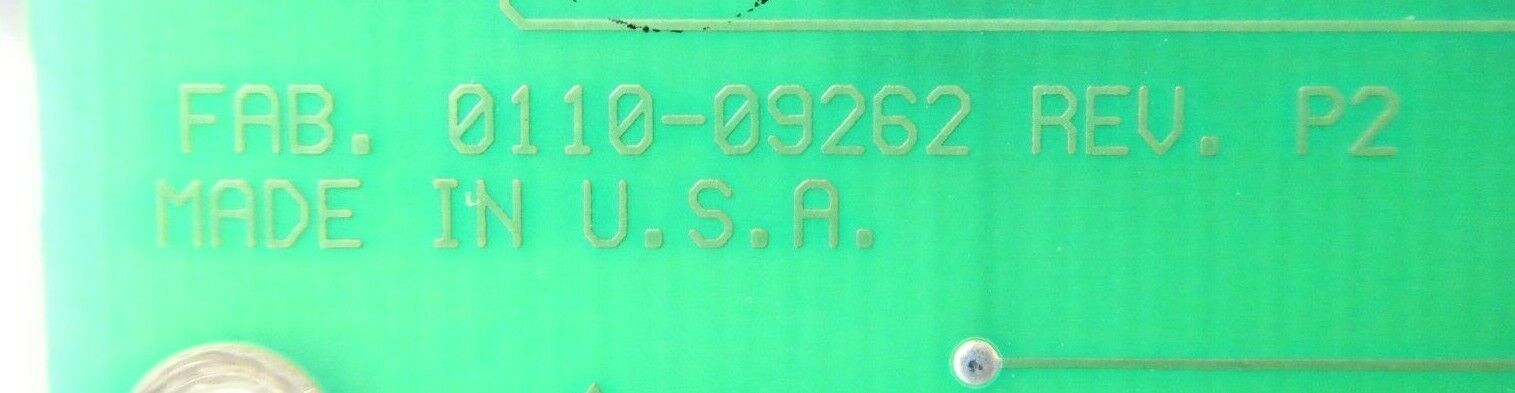 FAB. 0110-09262 REV. P2
MADE IN U.S.A.